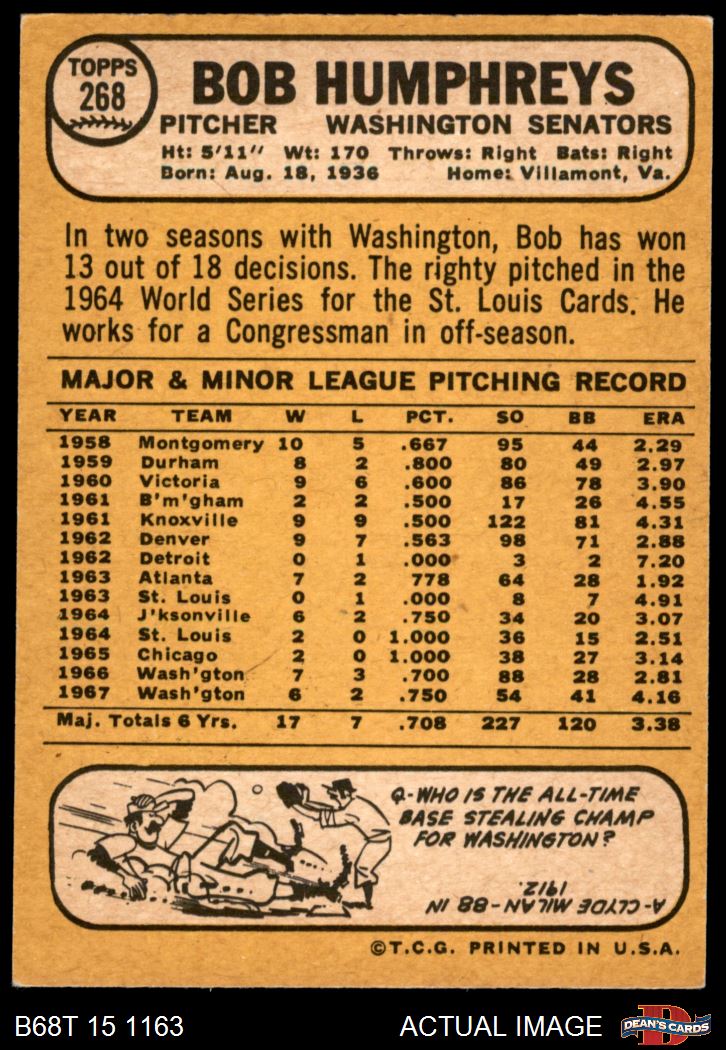 TOPPS
268
BOB HUMPHREYS
PITCHER WASHINGTON SENATORS
Ht: 5'11" Wt: 170 Throws: Right Bats: Right
Born: Aug. 18, 1936 Home: Villamont, Va.
In two seasons with Washington, Bob has won
13 out of 18 decisions. The righty pitched in the
1964 World Series for the St. Louis Cards. He
works for a Congressman in off-season.
MAJOR & MINOR LEAGUE PITCHING RECORD
YEAR TEAM W L PCT. SO BB ERA
1958 Montgomery 10 5 .667 95 44 2.29
1959 Durham 8 2 .800 80 49 2.97
1960 Victoria 9 6 .600 86 78 3.90
1961 B'm'gham 2 2 .500 17 26 4.55
1961 Knoxville 9 9 .500 122 81 4.31
1962 Denver 9 7 .563 98 71 2.88
1962 Detroit 0 1 .000 3 2 7.20
1963 Atlanta 7 2 778 64 28 1.92
1963 St. Louis 0 1 .000 8 7 4.91
1964 J'ksonville 6 2 .750 34 20 3.07
1964 St. Louis 2 0 1.000 36 15 2.51
1965 Chicago 2 0 1.000 38 27 3.14
1966 Wash'gton 7 3 .700 88 28 2.81
1967 Wash'gton 6 2 .750 54 41 4.16
Maj. Totals 6 Yrs. 17 7 .708 227 120 3.38
Q-WHO IS THE ALL-TIME
BASE STEALING CHAMP
FOR WASHINGTON?
A-CLYDE MILAN-88 IN
1912.
©T.C.G. PRINTED IN U.S.A.
B68T 15 1163 ACTUAL IMAGE
D
DEAN'S CARDS